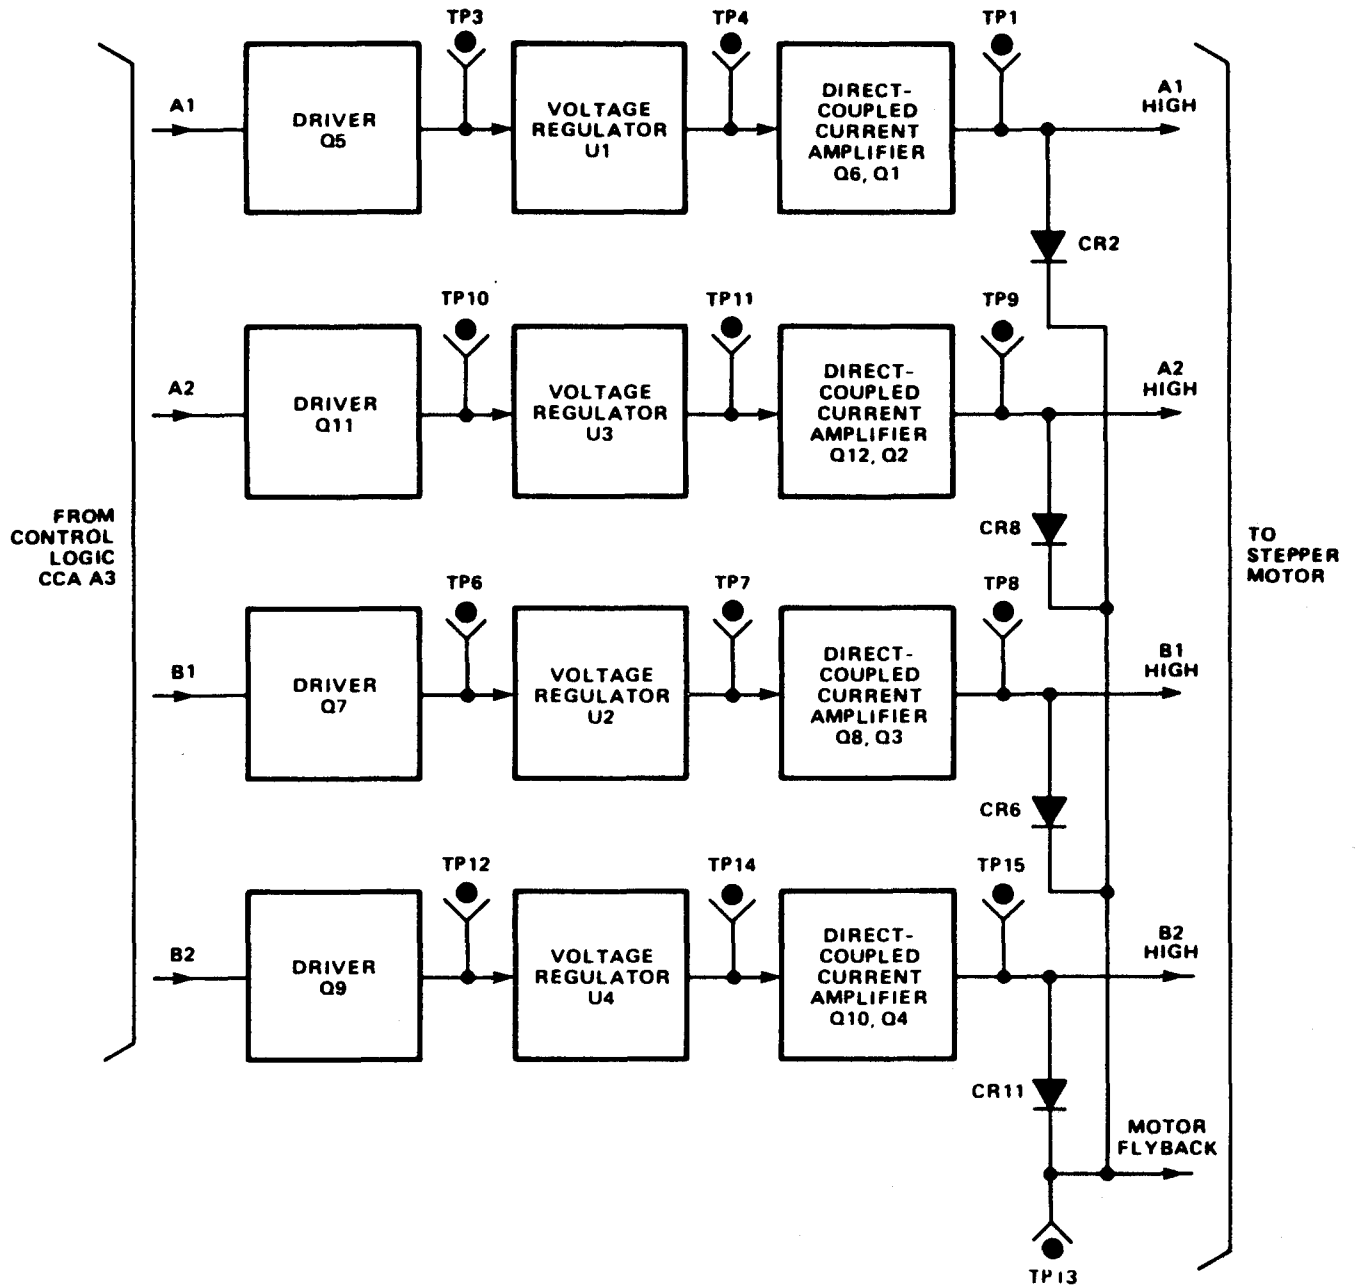 TP3
TP4
TP1
A1
DRIVER
Q5
VOLTAGE
REGULATOR
U1
DIRECT-
COUPLED
CURRENT
AMPLIFIER
Q6, Q1
A1
HIGH
CR2
TP10
TP11
TP9
A2
DRIVER
Q11
VOLTAGE
REGULATOR
U3
DIRECT-
COUPLED
CURRENT
AMPLIFIER
Q12, Q2
A2
HIGH
CR8
FROM
CONTROL
LOGIC
CCA A3
TO
STEPPER
MOTOR
TP6
TP7
TP8
B1
DRIVER
Q7
VOLTAGE
REGULATOR
U2
DIRECT-
COUPLED
CURRENT
AMPLIFIER
Q8, Q3
B1
HIGH
CR6
TP12
TP14
TP15
B2
DRIVER
Q9
VOLTAGE
REGULATOR
U4
DIRECT-
COUPLED
CURRENT
AMPLIFIER
Q10, Q4
B2
HIGH
CR11
MOTOR
FLYBACK
TP13